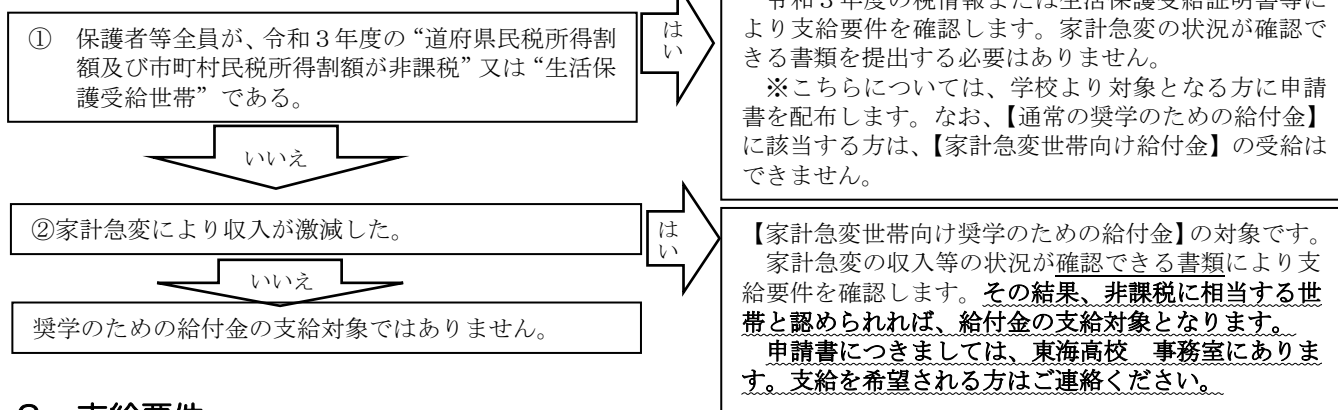 令和3年度の税情報または生活保護受給証明書等に
① 保護者等全員が、令和3年度の“道府県民税所得割
額及び市町村民税所得割額が非課税”又は“生活保
護受給世帯”である。
はい
より支給要件を確認します。家計急変の状況が確認で
きる書類を提出する必要はありません。
※こちらについては、学校より対象となる方に申請
書を配布します。なお、【通常の奨学のための給付金】
に該当する方は、【家計急変世帯向け給付金】の受給は
できません。
いいえ
②家計急変により収入が激減した。
はい
【家計急変世帯向け奨学のための給付金】の対象です。
家計急変の収入等の状況が確認できる書類により支
給要件を確認します。その結果、非課税に相当する世
帯と認められれば、給付金の支給対象となります。
申請書につきましては、東海高校 事務室にありま
す。支給を希望される方はご連絡ください。
いいえ
奨学のための給付金の支給対象ではありません。
支給要件